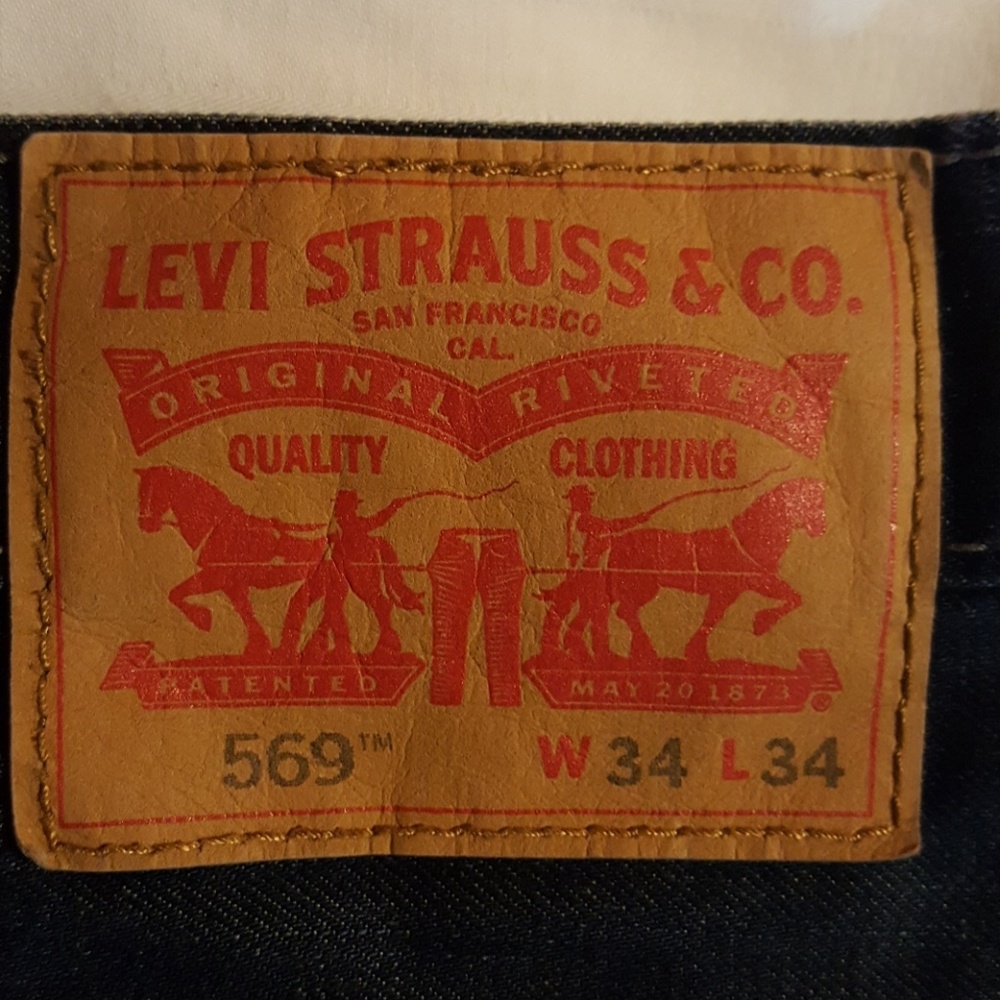 LEVI STRAUSS & CO.
SAN FRANCISCO
CAL.
ORIGINAL RIVETED
QUALITY CLOTHING
PATENTED MAY 20 1873
569™ W 34 L 34